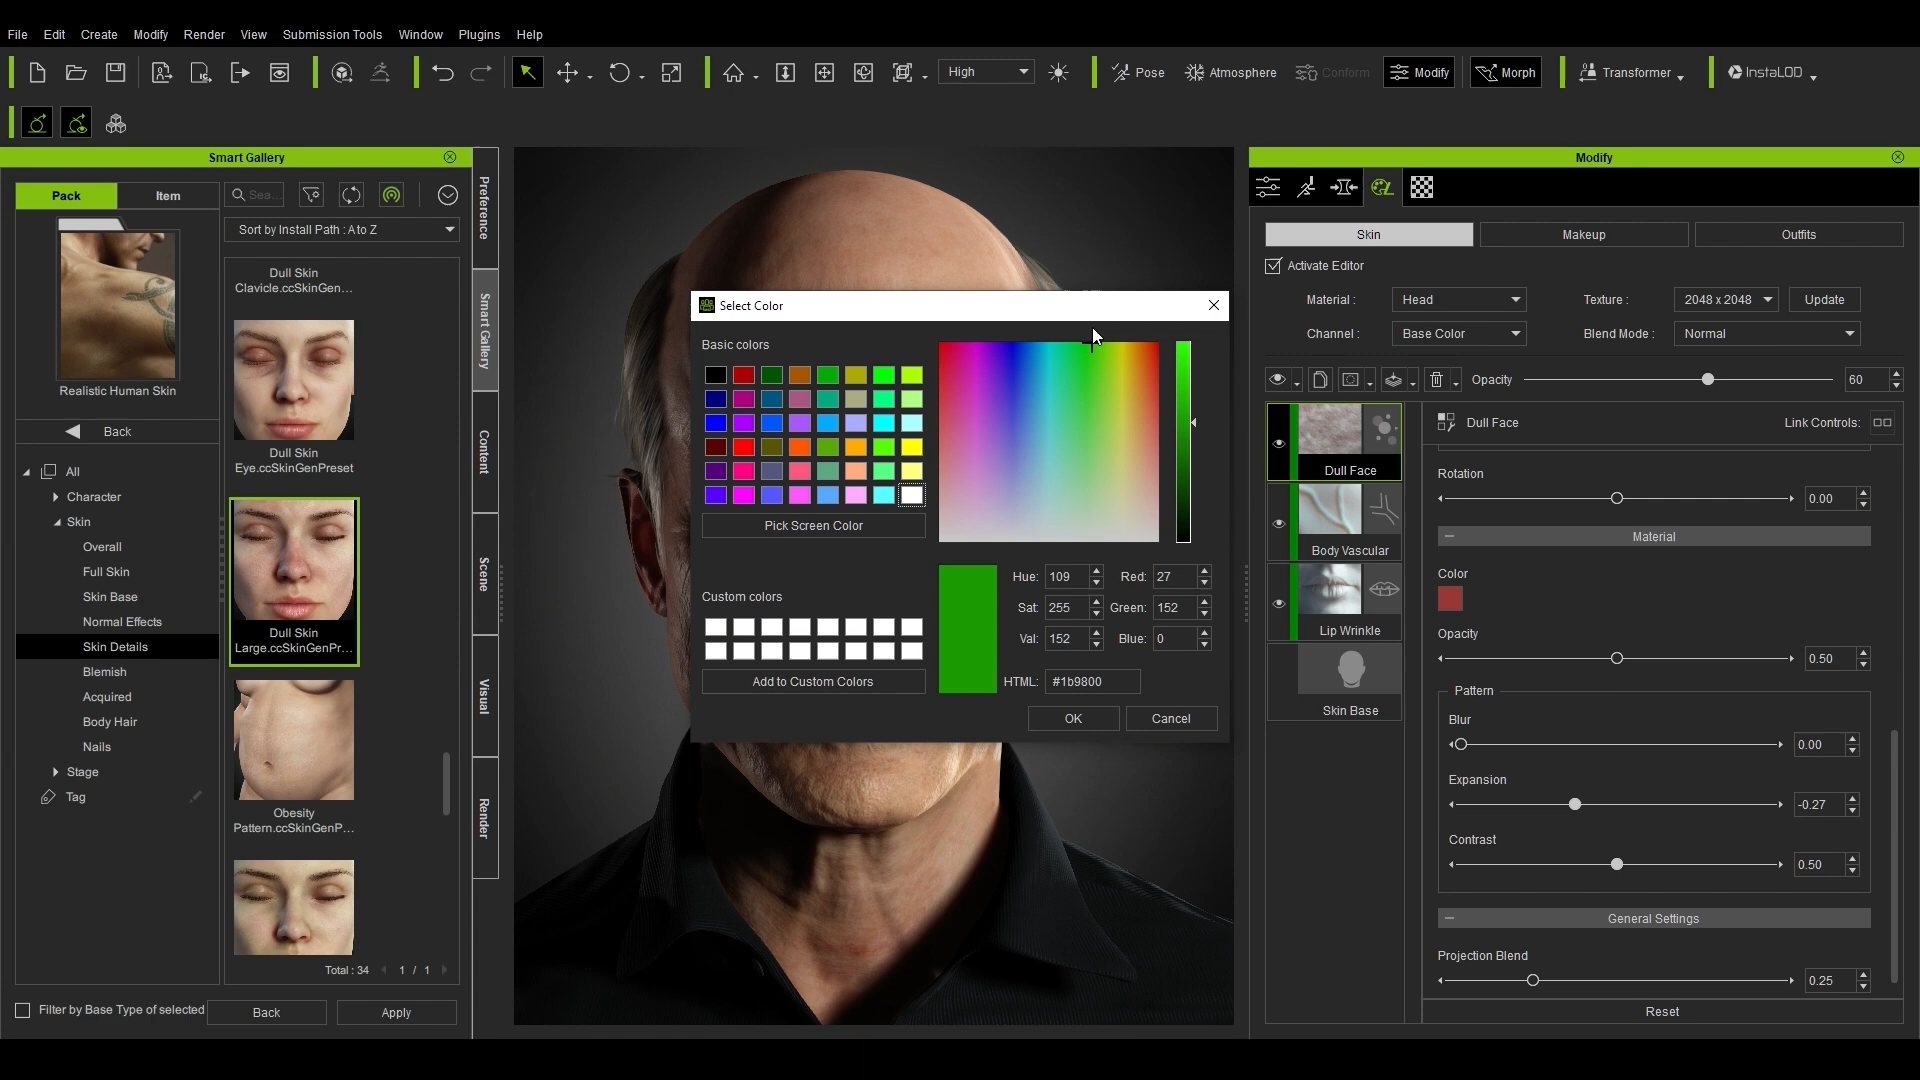 File Edit Create Modify Render View Submission Tools Window Plugins Help
High Pose Atmosphere Conform Modify Morph Transformer InstaLOD
Smart Gallery
Pack Item
Sea...
Sort by Install Path : A to Z
Realistic Human Skin
Back
All
Character
Skin
Overall
Full Skin
Skin Base
Normal Effects
Skin Details
Blemish
Acquired
Body Hair
Nails
Stage
Tag
Dull Skin
Clavicle.ccSkinGen...
Dull Skin
Eye.ccSkinGenPreset
Dull Skin
Large.ccSkinGenPr...
Obesity
Pattern.ccSkinGenP...
Total : 34 1 / 1
Filter by Base Type of selected
Back Apply
Preference
Smart Gallery
Content
Scene
Visual
Render
Select Color
Basic colors
Pick Screen Color
Custom colors
Add to Custom Colors
Hue: 109 Red: 27
Sat: 255 Green: 152
Val: 152 Blue: 0
HTML: #1b9800
OK Cancel
Modify
Skin Makeup Outfits
Activate Editor
Material : Head Texture : 2048 x 2048 Update
Channel : Base Color Blend Mode : Normal
Opacity 60
Dull Face
Body Vascular
Lip Wrinkle
Skin Base
Dull Face Link Controls:
Rotation
0.00
Material
Color
Opacity
0.50
Pattern
Blur
0.00
Expansion
-0.27
Contrast
0.50
General Settings
Projection Blend
0.25
Reset